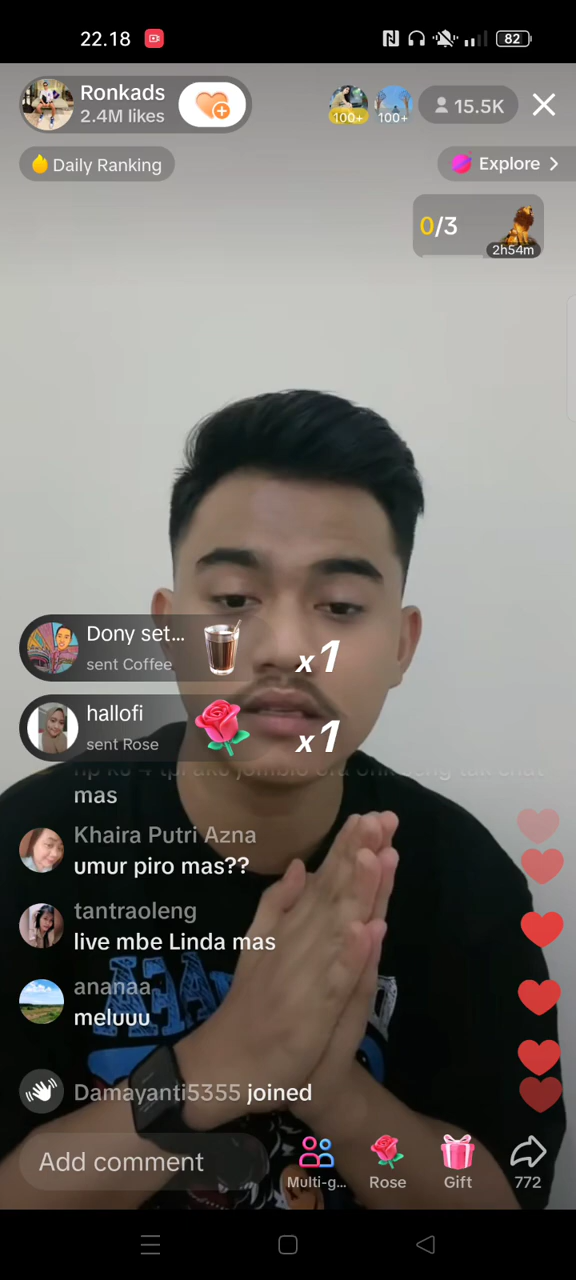 22.18
82
Ronkads
2.4M likes
100+
100+
15.5K
Daily Ranking
Explore
0/3
2h54m
Dony set...
sent Coffee
x1
hallofi
sent Rose
x1
mas
Khaira Putri Azna
umur piro mas??
tantraoleng
live mbe Linda mas
ananaa
meluuu
Damayanti5355 joined
Add comment
Multi-g...
Rose
Gift
772